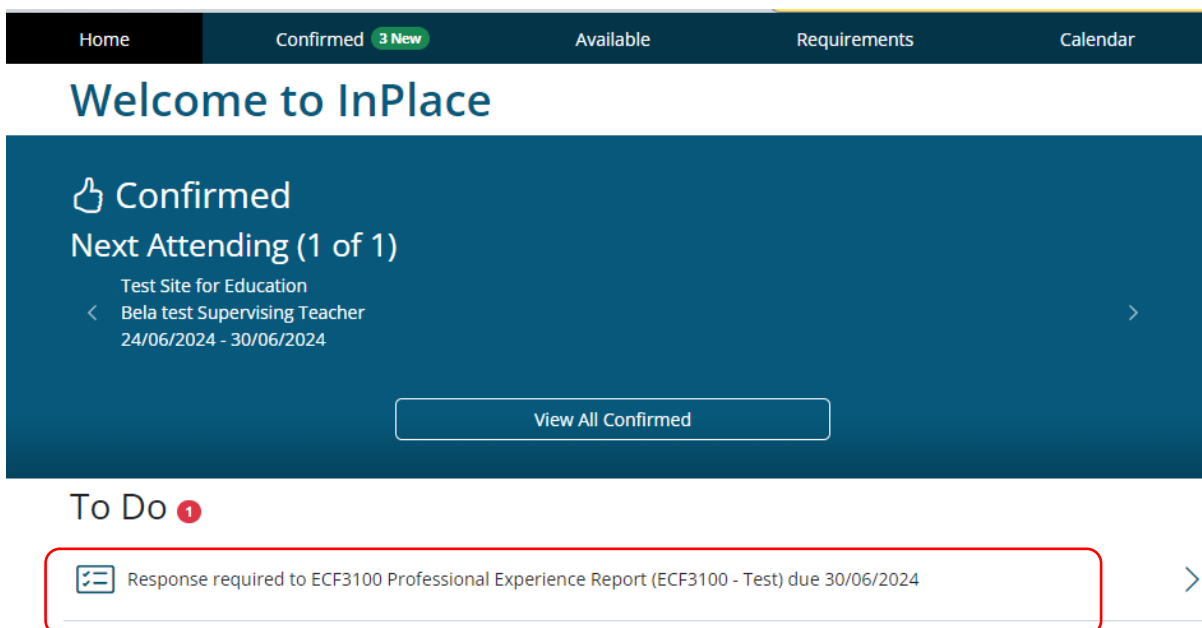 Home Confirmed 3 New Available Requirements Calendar
Welcome to InPlace
Confirmed
Next Attending (1 of 1)
Test Site for Education
Bela test Supervising Teacher
24/06/2024 - 30/06/2024
View All Confirmed
To Do 1
Response required to ECF3100 Professional Experience Report (ECF3100 - Test) due 30/06/2024